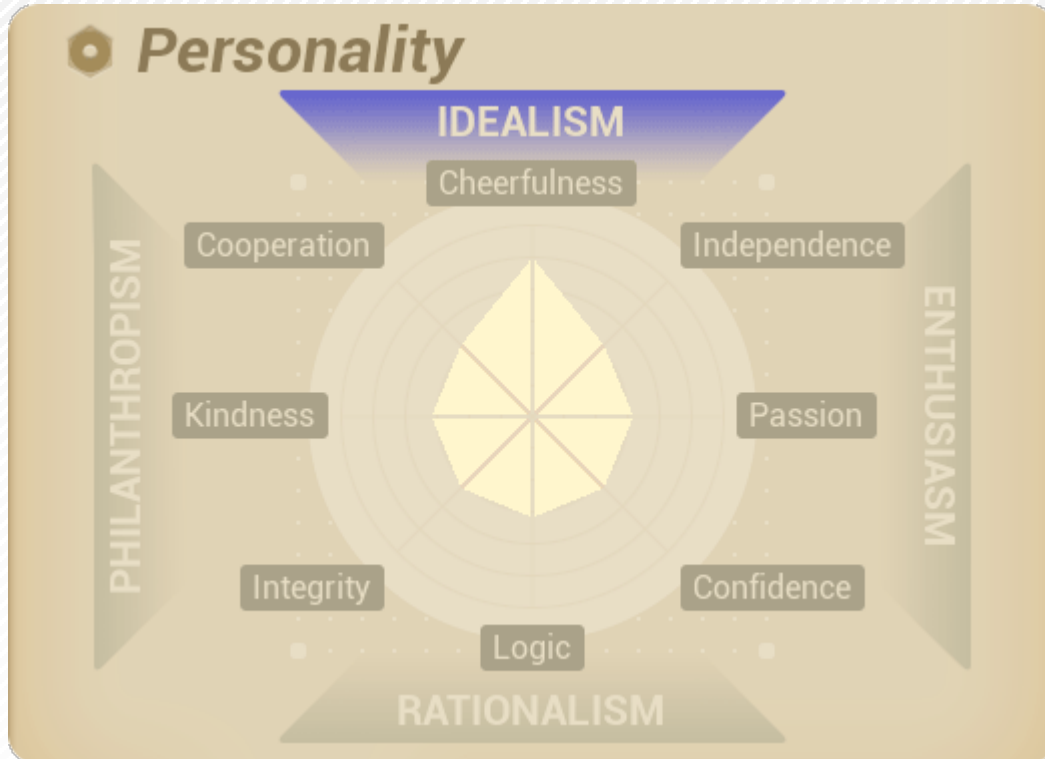 Personality
IDEALISM
Cheerfulness
Cooperation
Independence
PHILANTHROPISM
ENTHUSIASM
Kindness
Passion
Integrity
Confidence
Logic
RATIONALISM